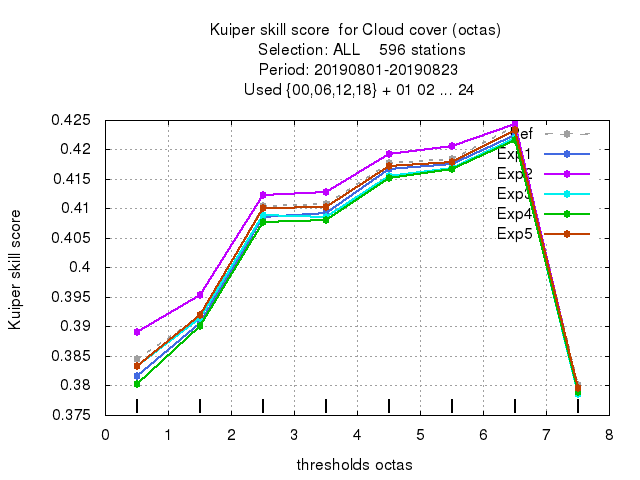 Kuiper skill score for Cloud cover (octas)
Selection: ALL 596 stations
Period: 20190801-20190823
Used {00,06,12,18} + 01 02 ... 24
0.425
0.42
0.415
0.41
0.405
0.4
0.395
0.39
0.385
0.38
0.375
Kuiper skill score
Exp1
Exp2
Exp3
Exp4
Exp5
0 1 2 3 4 5 6 7 8
thresholds octas